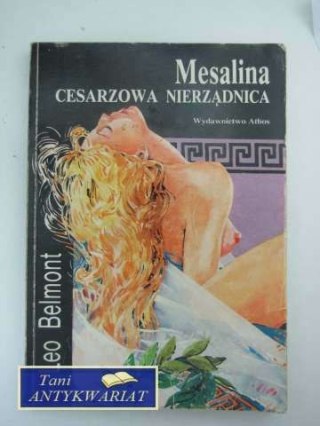 Mesalina
CESARZOWA NIERZĄDNICA
Wydawnictwo Athos
Leo Belmont
Tani
ANTYKWARIAT